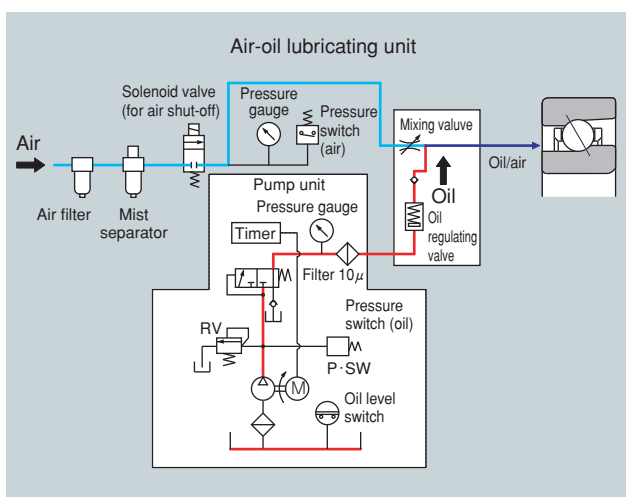 Air-oil lubricating unit
Solenoid valve
(for air shut-off)
Pressure
gauge
Pressure
switch
(air)
Mixing valuve
Air
Oil/air
Air filter
Mist
separator
Oil
Oil
regulating
valve
Pump unit
Pressure gauge
Timer
Filter 10μ
Pressure
switch (oil)
RV
P·SW
M
Oil level
switch